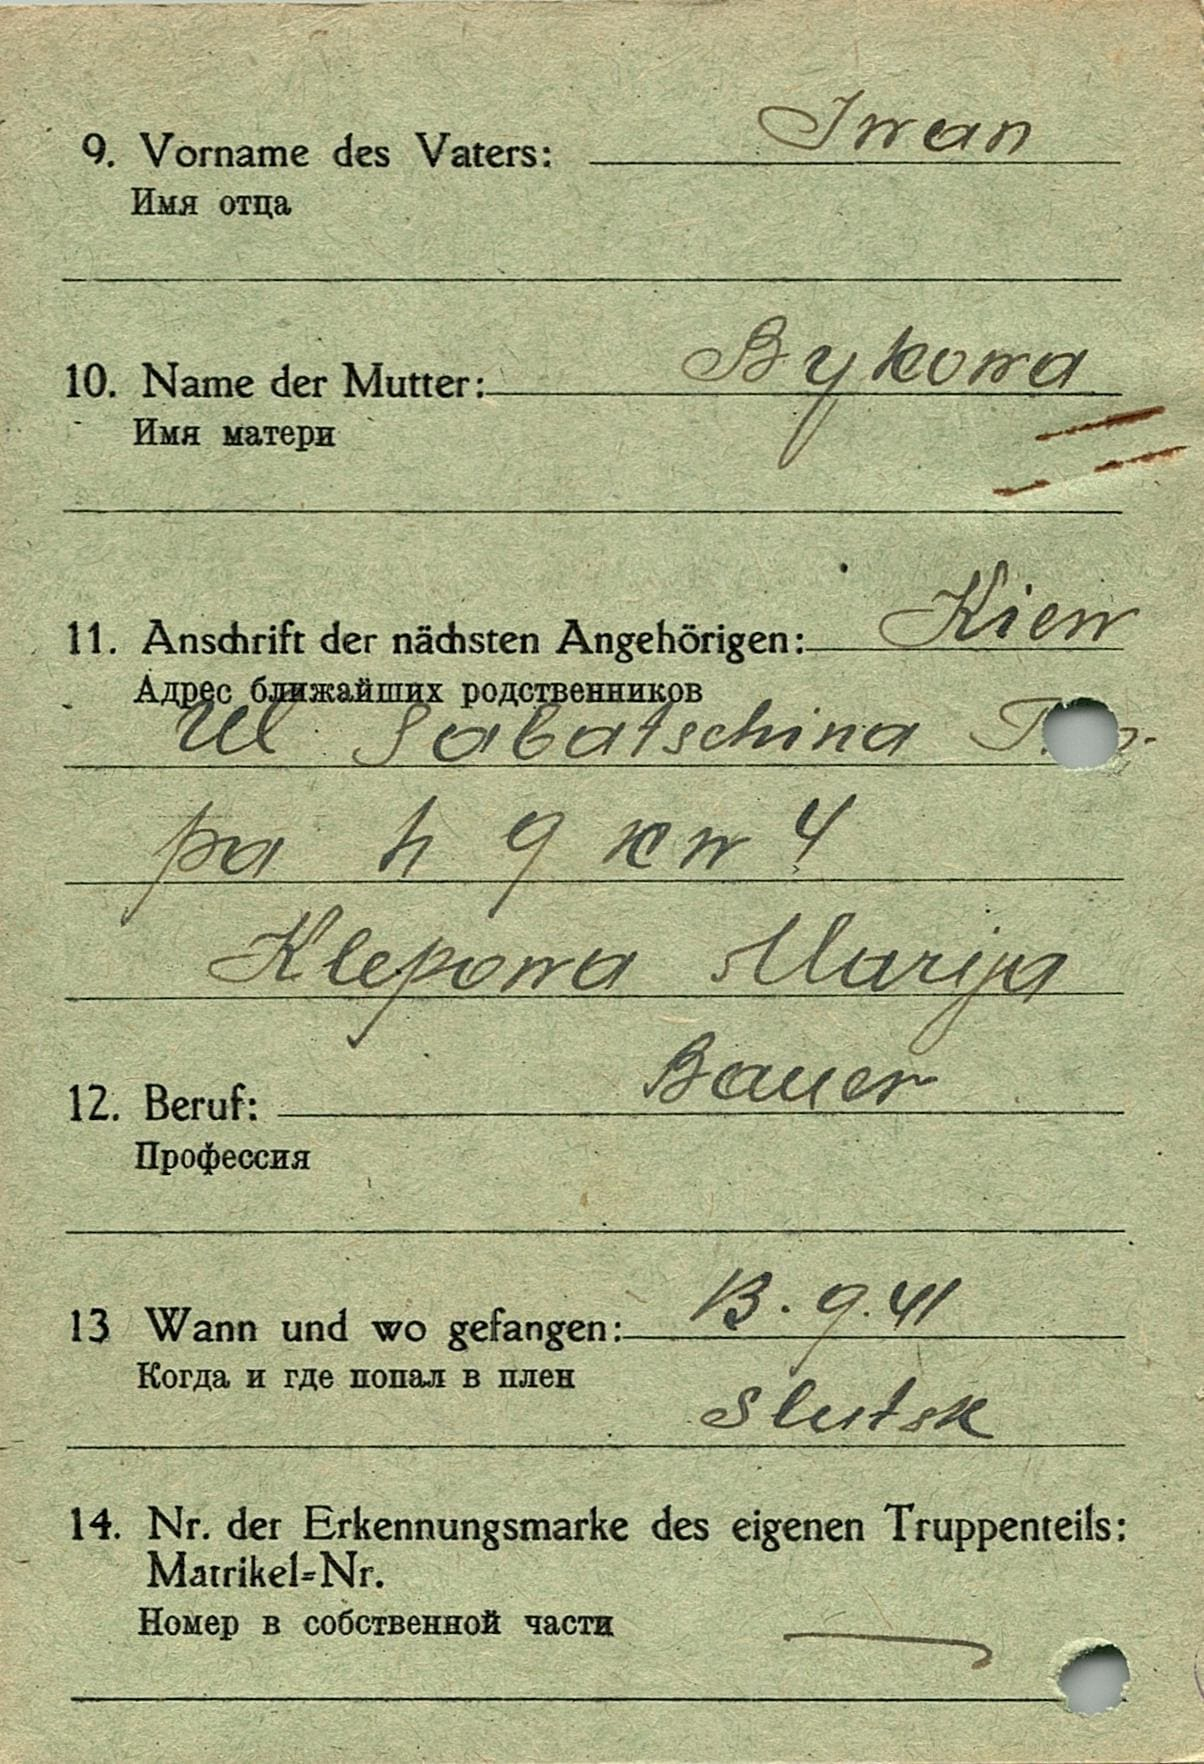 9. Vorname des Vaters: Iwan
Имя отца
10. Name der Mutter: Bykowa
Имя матери
11. Anschrift der nächsten Angehörigen: Kiew
Адрес ближайших родственников
Ul Sabatschina
pa h 9 kw 4
Klepowa Marija
12. Beruf: Bauer
Профессия
13 Wann und wo gefangen: 13. 9. 41
Когда и где попал в плен
Slutsk
14. Nr. der Erkennungsmarke des eigenen Truppenteils:
Matrikel=Nr.
Номер в собственной части